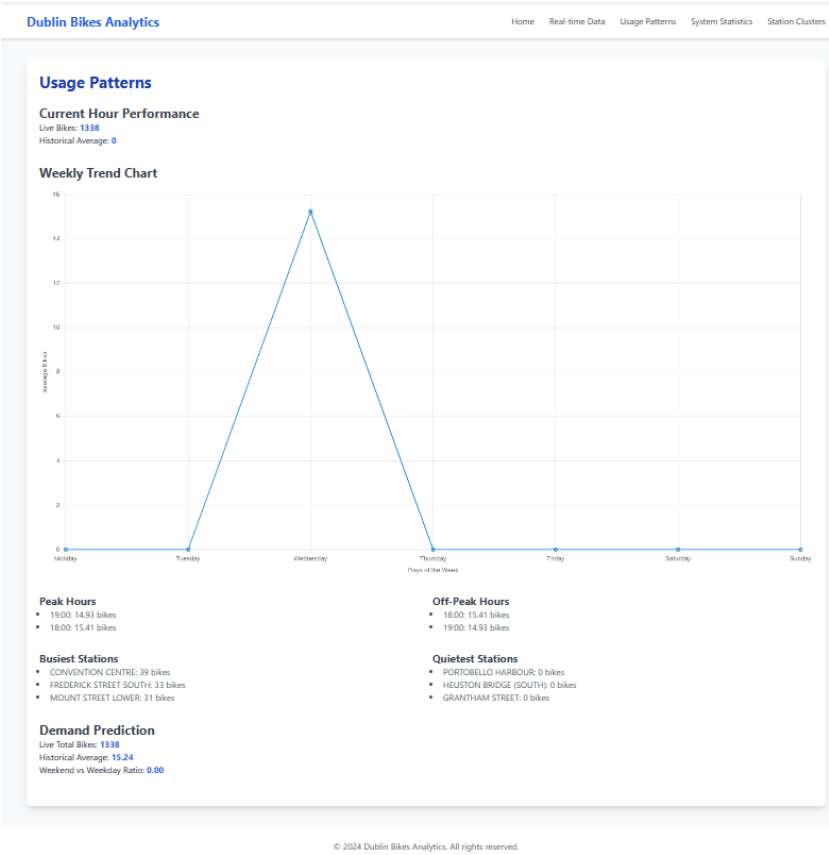 Dublin Bikes Analytics
Home Real-time Data Usage Patterns System Statistics Station Clusters
Usage Patterns
Current Hour Performance
Live Bikes: 1338
Historical Average: 0
Weekly Trend Chart
16
14
12
10
8
6
4
2
0
Average Bikes
Monday Tuesday Wednesday Thursday Friday Saturday Sunday
Days of the Week
Peak Hours
19:00: 14.93 bikes
18:00: 15.41 bikes
Off-Peak Hours
18:00: 15.41 bikes
19:00: 14.93 bikes
Busiest Stations
CONVENTION CENTRE: 39 bikes
FREDERICK STREET SOUTH: 33 bikes
MOUNT STREET LOWER: 31 bikes
Quietest Stations
PORTOBELLO HARBOUR: 0 bikes
HEUSTON BRIDGE (SOUTH): 0 bikes
GRANTHAM STREET: 0 bikes
Demand Prediction
Live Total Bikes: 1338
Historical Average: 15.24
Weekend vs Weekday Ratio: 0.00
© 2024 Dublin Bikes Analytics. All rights reserved.